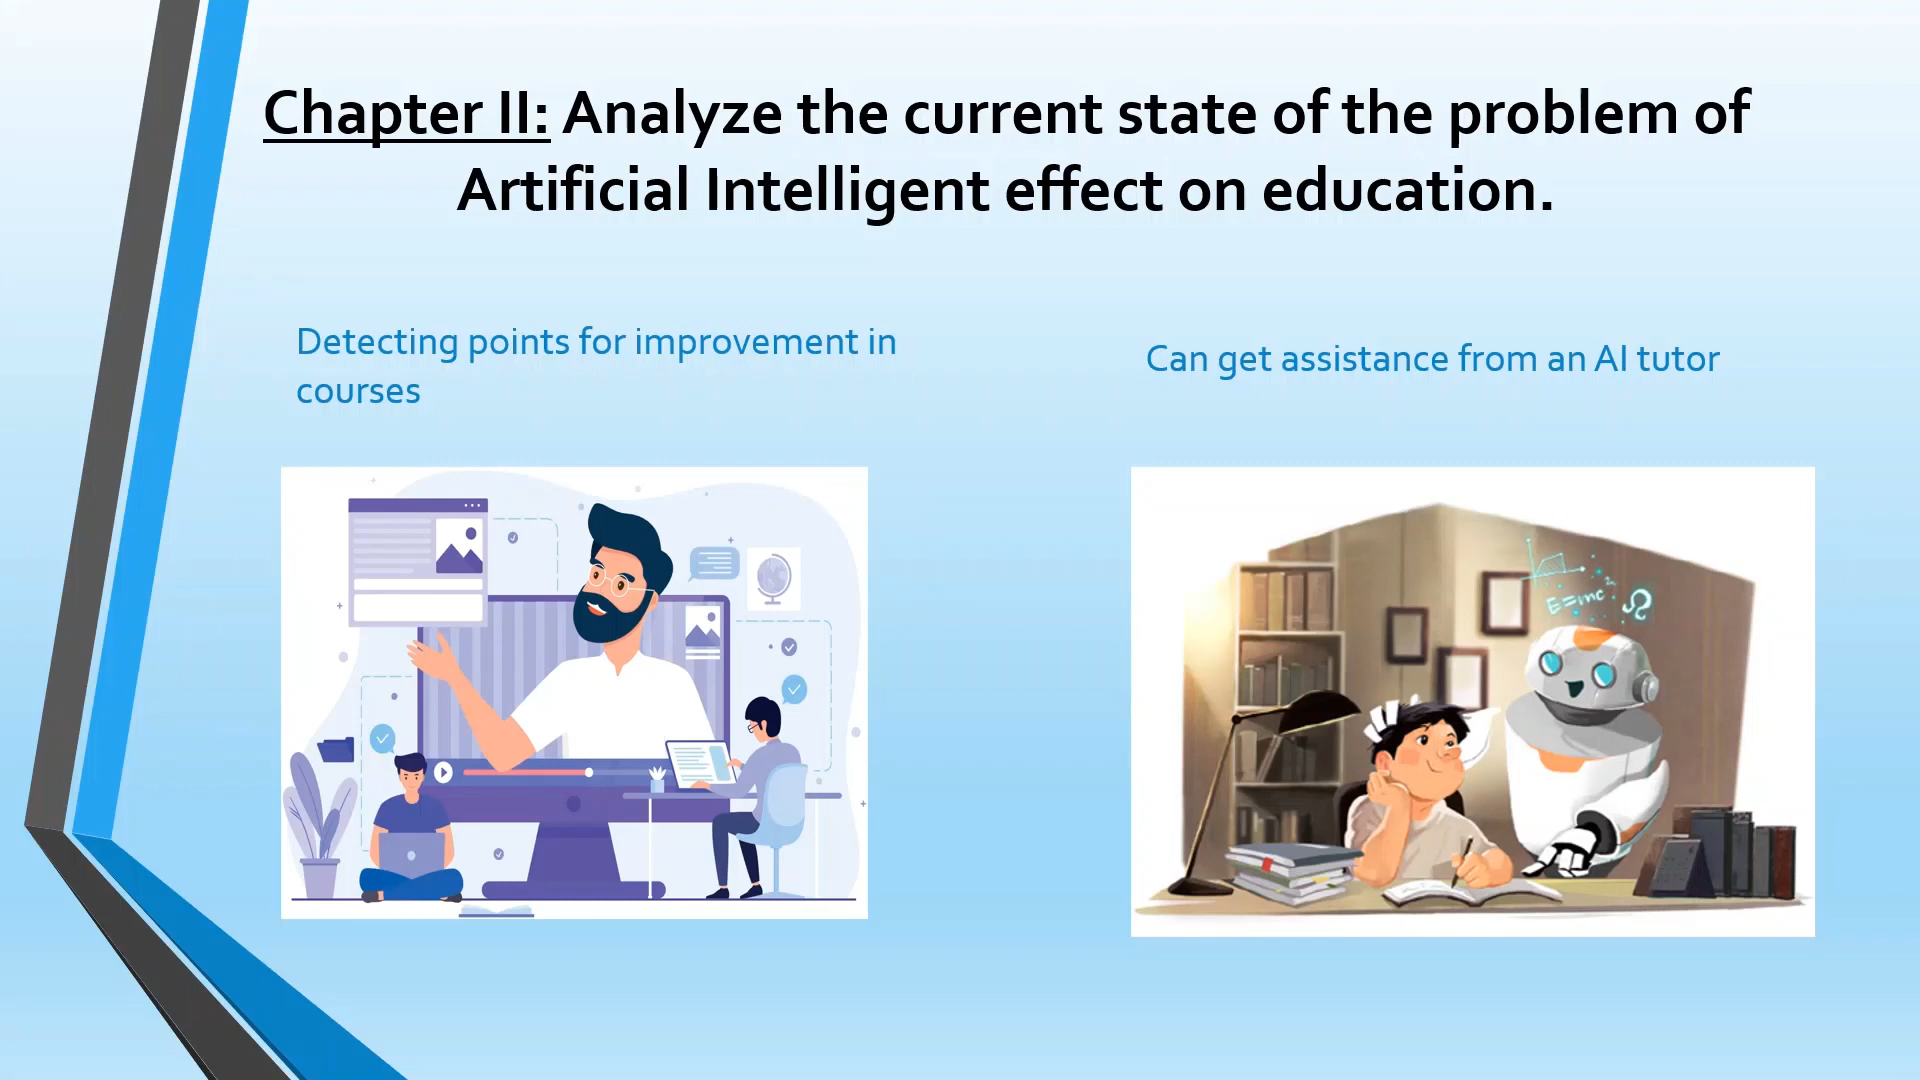 Chapter II: Analyze the current state of the problem of
Artificial Intelligent effect on education.
Detecting points for improvement in
courses
Can get assistance from an AI tutor
E=mc